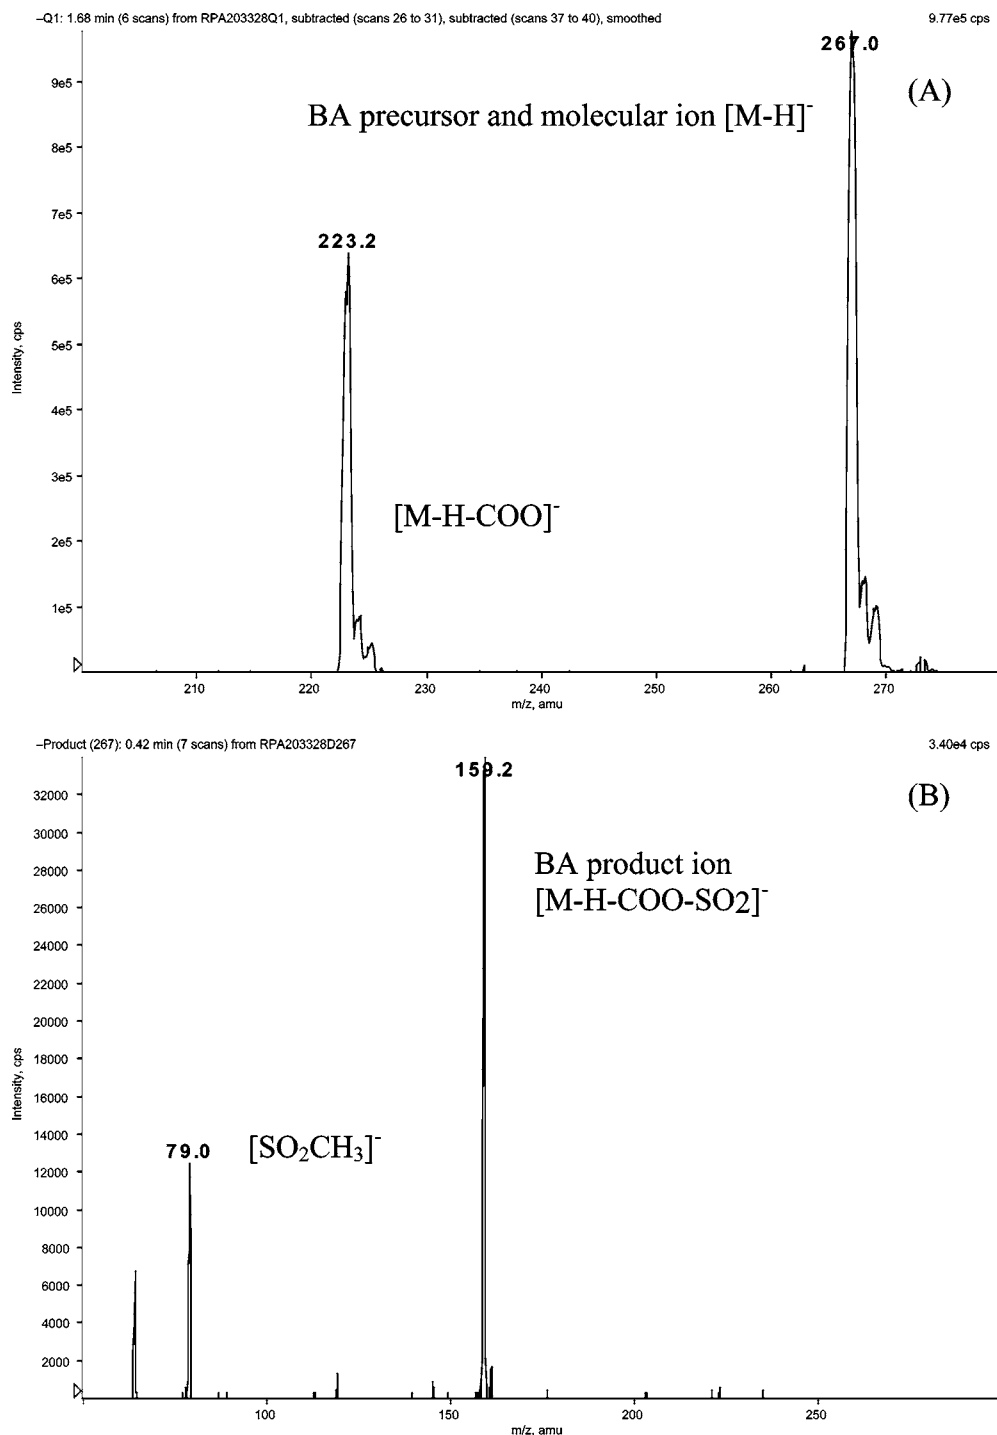 –Q1: 1.68 min (6 scans) from RPA203328Q1, subtracted (scans 26 to 31), subtracted (scans 37 to 40), smoothed 9.77e5 cps
267.0
(A)
9e5
BA precursor and molecular ion [M-H]-
8e5
7e5
223.2
6e5
Intensity, cps
5e5
4e5
3e5
[M-H-COO]-
2e5
1e5
210 220 230 240 250 260 270
m/z, amu
–Product (267): 0.42 min (7 scans) from RPA203328D267 3.40e4 cps
159.2
(B)
32000
30000
BA product ion
28000
[M-H-COO-SO2]-
26000
24000
22000
20000
18000
Intensity, cps
16000
14000
79.0 [SO₂CH₃]-
12000
10000
8000
6000
4000
2000
100 150 200 250
m/z, amu